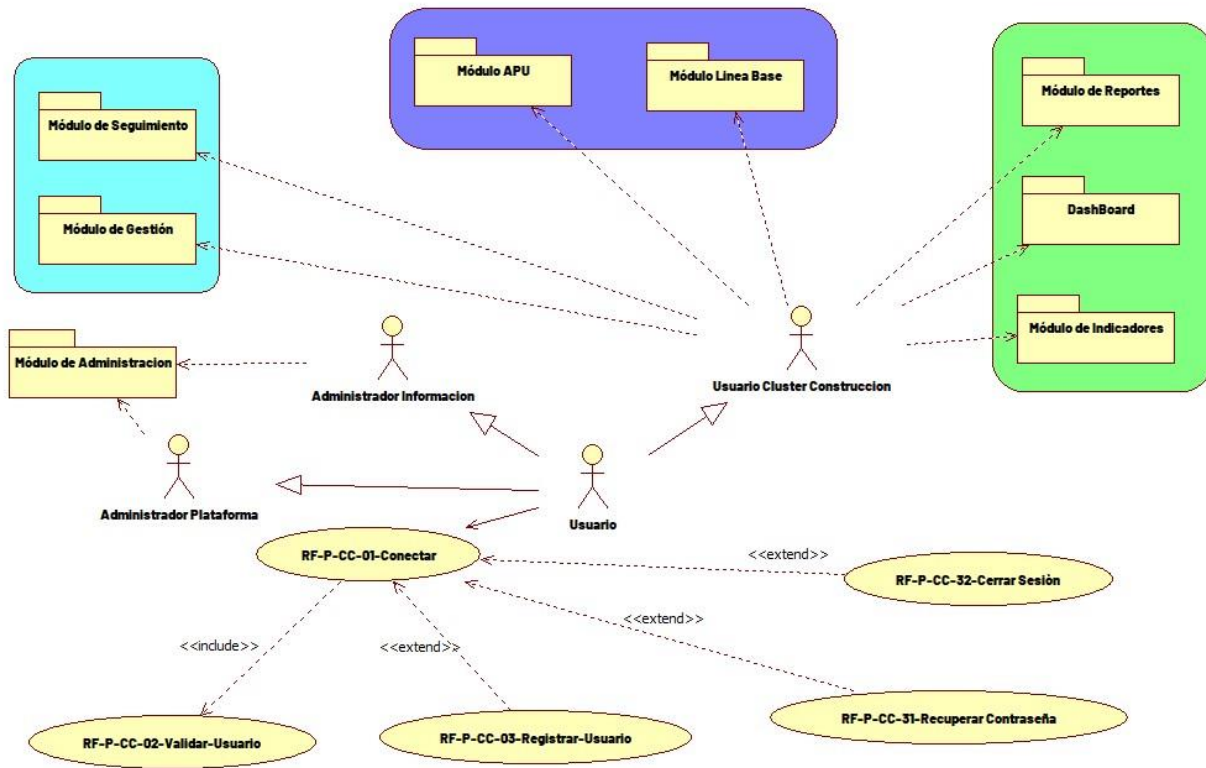 Módulo APU
Módulo Linea Base
Módulo de Reportes
Módulo de Seguimiento
DashBoard
Módulo de Gestión
Módulo de Indicadores
Módulo de Administracion
Administrador Informacion
Usuario Cluster Construccion
Administrador Plataforma
Usuario
RF-P-CC-01-Conectar
<<extend>>
RF-P-CC-32-Cerrar Sesiòn
<<extend>>
<<include>>
<<extend>>
RF-P-CC-31-Recuperar Contraseña
RF-P-CC-02-Validar-Usuario
RF-P-CC-03-Registrar-Usuario